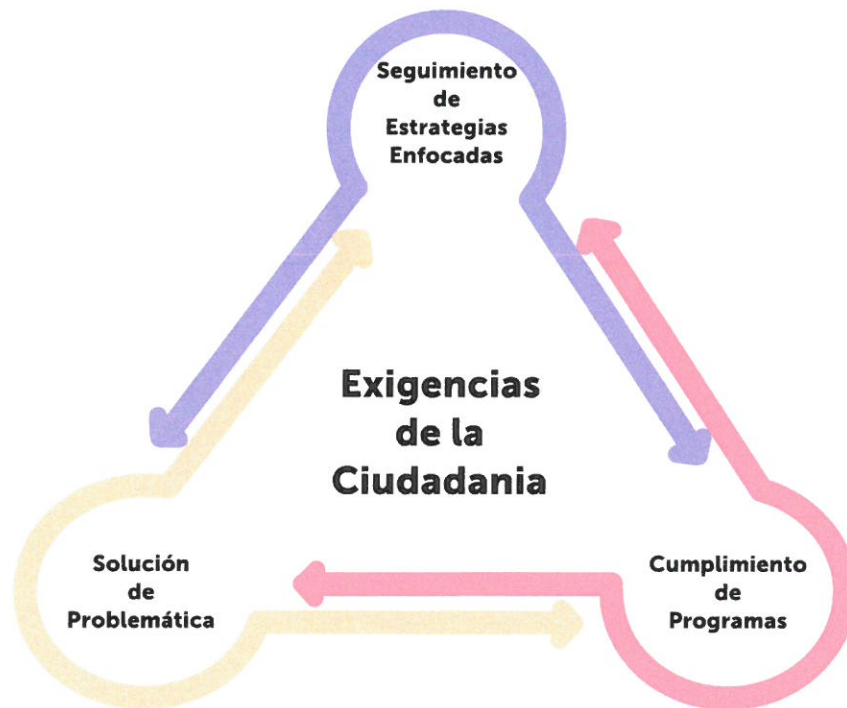 Seguimiento
de
Estrategias
Enfocadas
Exigencias
de la
Ciudadania
Solución
de
Problemática
Cumplimiento
de
Programas